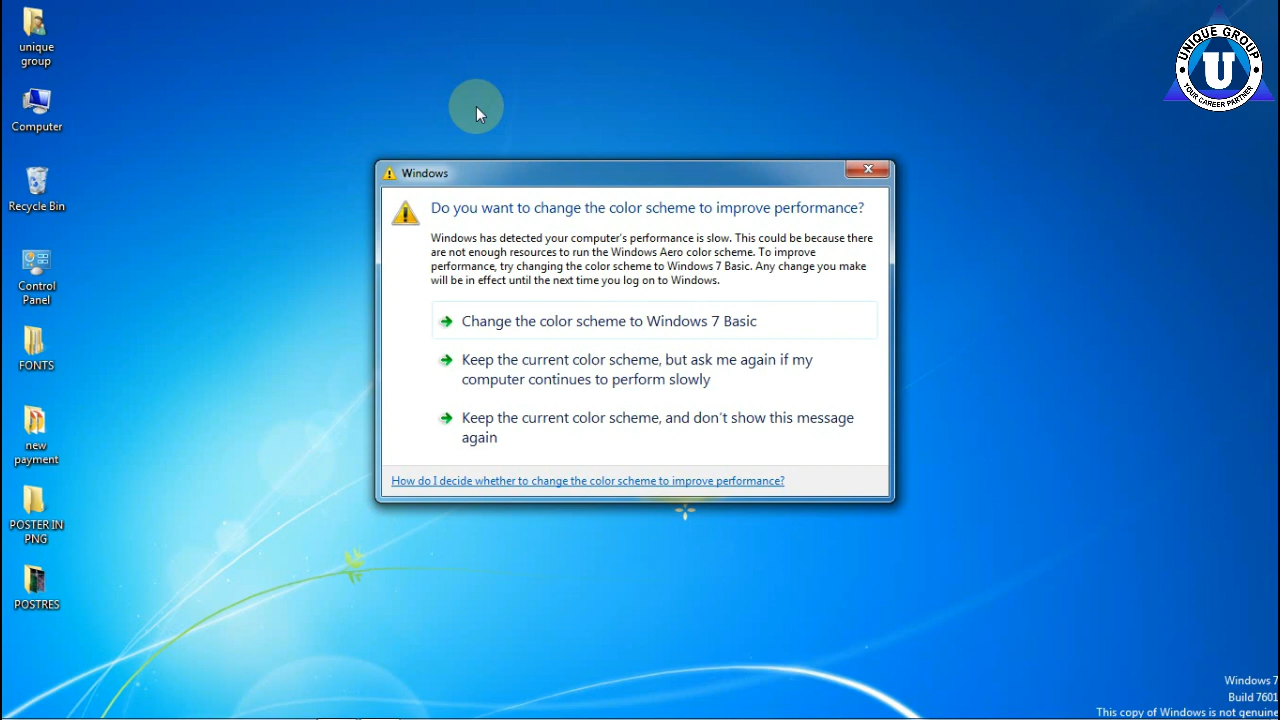 unique
group
Computer
Recycle Bin
Control
Panel
FONTS
new
payment
POSTER IN
PNG
POSTRES
UNIQUE GROUP
U
YOUR CAREER PARTNER
Windows
Do you want to change the color scheme to improve performance?
Windows has detected your computer's performance is slow. This could be because there
are not enough resources to run the Windows Aero color scheme. To improve
performance, try changing the color scheme to Windows 7 Basic. Any change you make
will be in effect until the next time you log on to Windows.
Change the color scheme to Windows 7 Basic
Keep the current color scheme, but ask me again if my
computer continues to perform slowly
Keep the current color scheme, and don't show this message
again
How do I decide whether to change the color scheme to improve performance?
Windows 7
Build 7601
This copy of Windows is not genuine